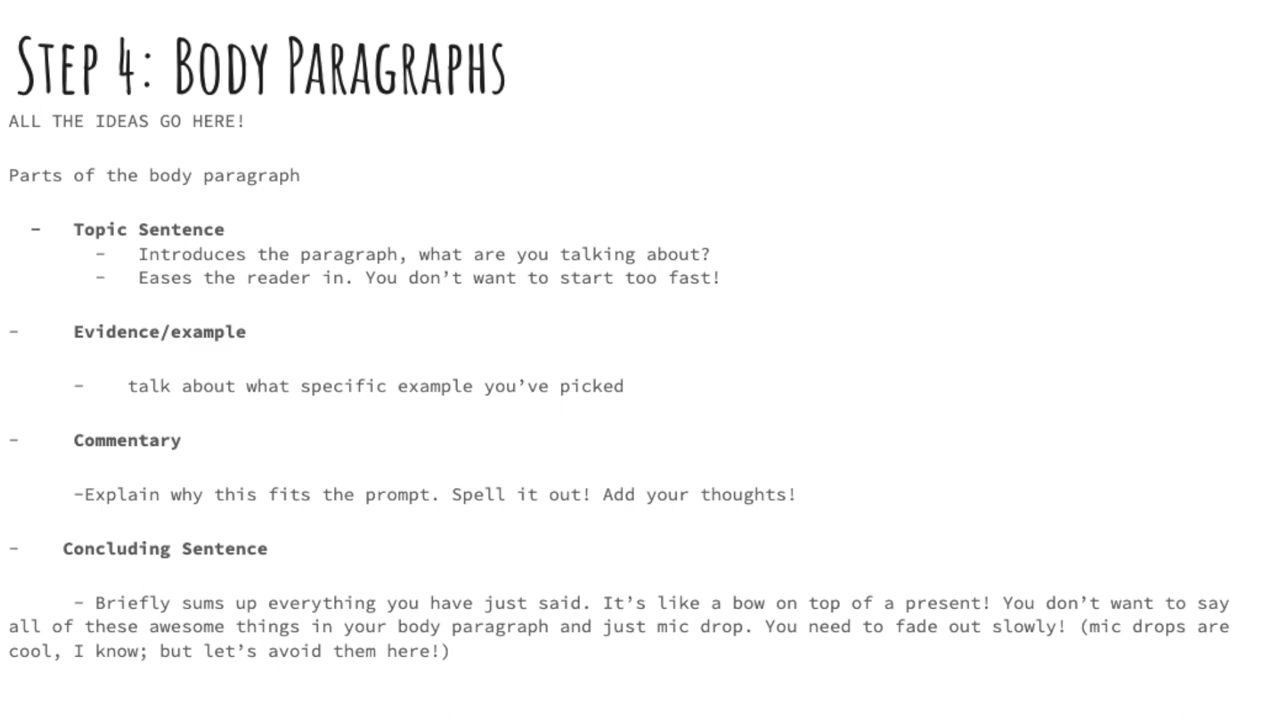 STEP 4: BODY PARAGRAPHS
ALL THE IDEAS GO HERE!
Parts of the body paragraph
- Topic Sentence
- Introduces the paragraph, what are you talking about?
- Eases the reader in. You don’t want to start too fast!
- Evidence/example
- talk about what specific example you’ve picked
- Commentary
-Explain why this fits the prompt. Spell it out! Add your thoughts!
- Concluding Sentence
- Briefly sums up everything you have just said. It’s like a bow on top of a present! You don’t want to say
all of these awesome things in your body paragraph and just mic drop. You need to fade out slowly! (mic drops are
cool, I know; but let’s avoid them here!)